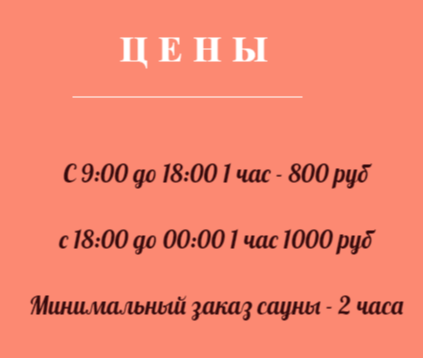 ЦЕНЫ
С 9:00 до 18:00 1 час - 800 руб
с 18:00 до 00:00 1 час 1000 руб
Минимальный заказ сауны - 2 часа